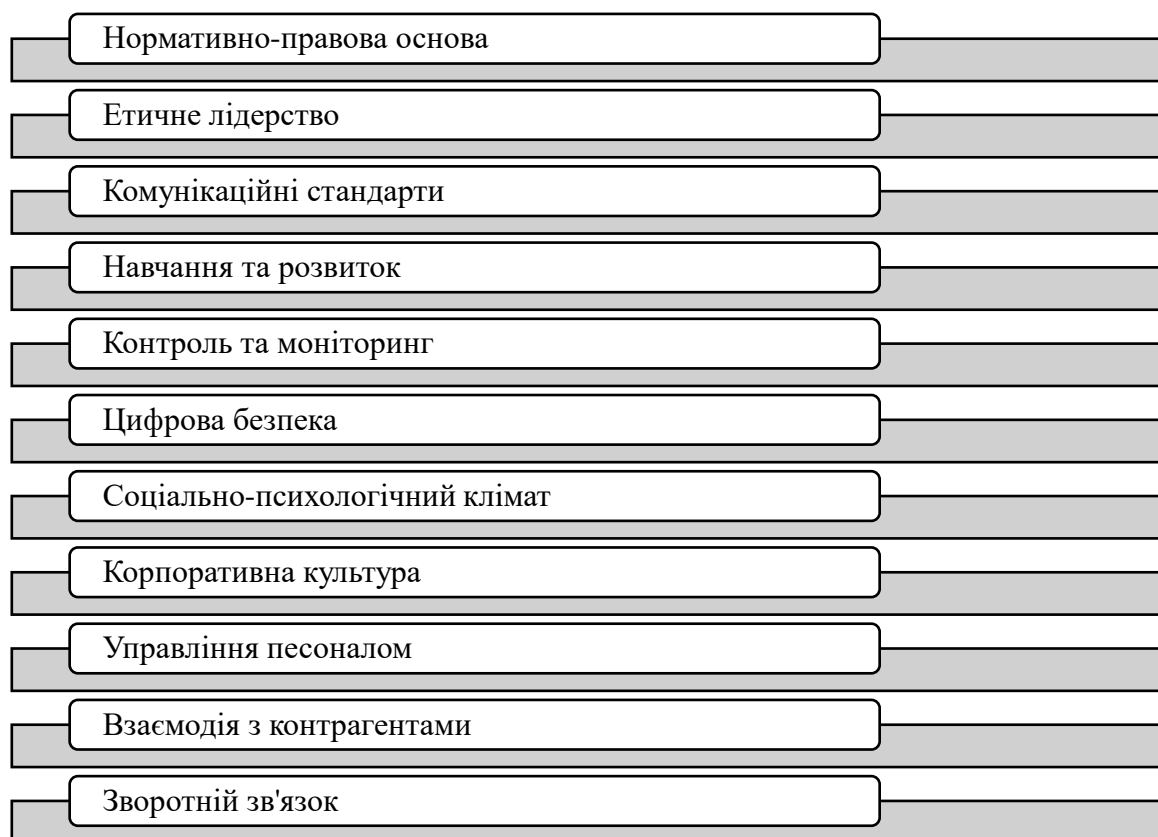 Нормативно-правова основа
Етичне лідерство
Комунікаційні стандарти
Навчання та розвиток
Контроль та моніторинг
Цифрова безпека
Соціально-психологічний клімат
Корпоративна культура
Управління песоналом
Взаємодія з контрагентами
Зворотній зв'язок